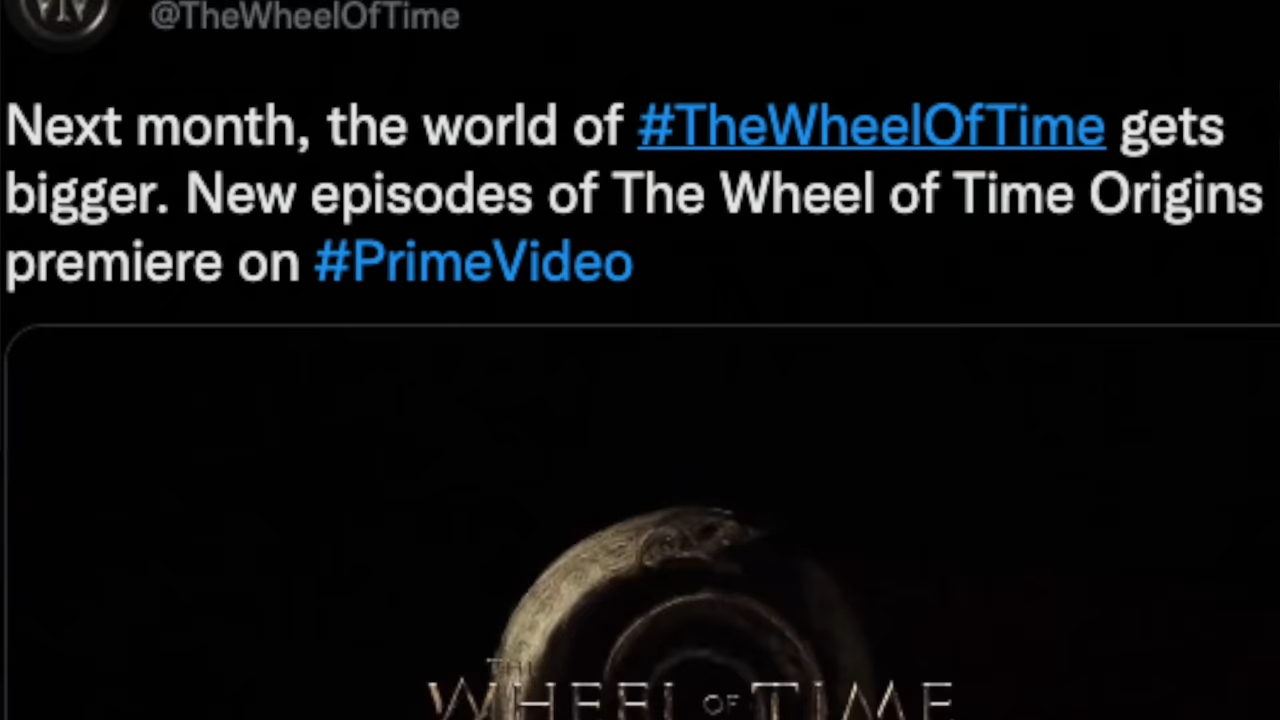 @TheWheelOfTime
Next month, the world of #TheWheelOfTime gets
bigger. New episodes of The Wheel of Time Origins
premiere on #PrimeVideo
THE
WHEEL OF TIME